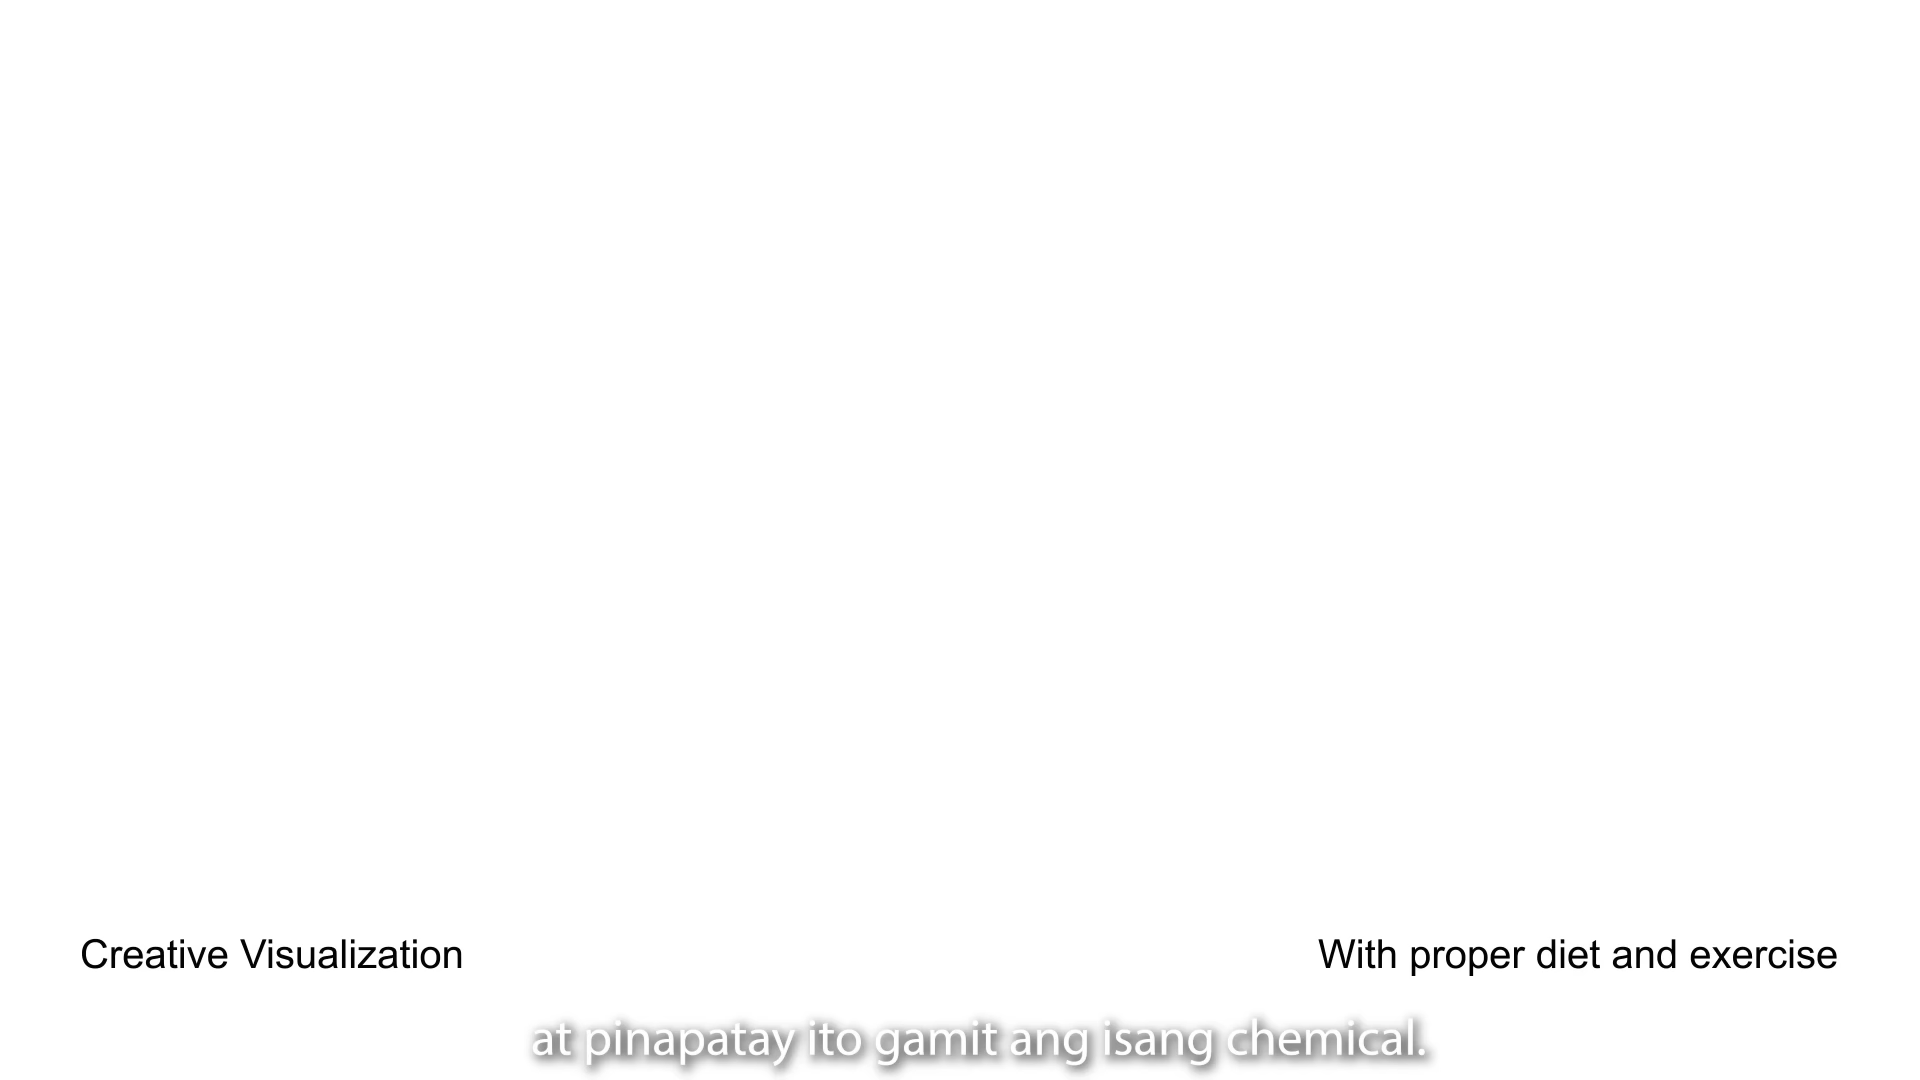 Creative Visualization
With proper diet and exercise
at pinapatay ito gamit ang isang chemical.